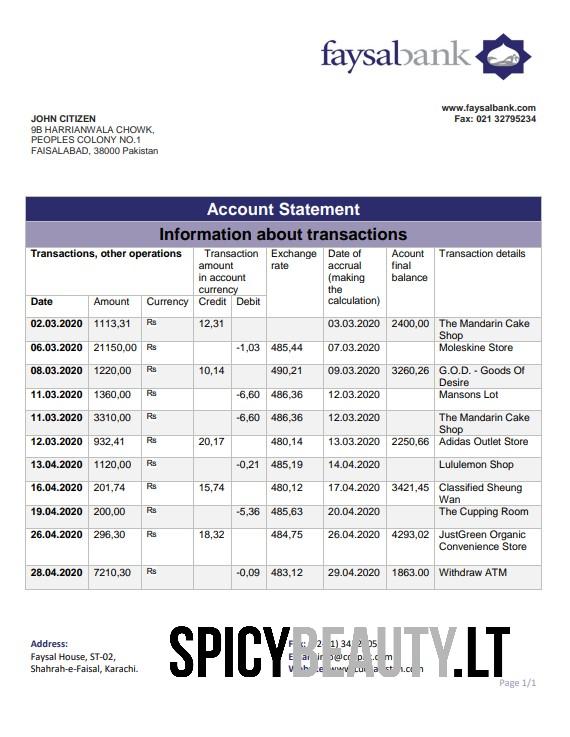 faysalbank
www.faysalbank.com
Fax: 021 32795234
JOHN CITIZEN
9B HARRIANWALA CHOWK,
PEOPLES COLONY NO.1
FAISALABAD, 38000 Pakistan
Account Statement
Information about transactions
Transactions, other operations
Transaction amount in account currency
Exchange rate
Date of accrual (making the calculation)
Acount final balance
Transaction details
Date Amount Currency Credit Debit
02.03.2020 1113,31 Rs 12,31 03.03.2020 2400,00 The Mandarin Cake Shop
06.03.2020 21150,00 Rs -1,03 485,44 07.03.2020 Moleskine Store
08.03.2020 1220,00 Rs 10,14 490,21 09.03.2020 3260,26 G.O.D. - Goods Of Desire
11.03.2020 1360,00 Rs -6,60 486,36 12.03.2020 Mansons Lot
11.03.2020 3310,00 Rs -6,60 486,36 12.03.2020 The Mandarin Cake Shop
12.03.2020 932,41 Rs 20,17 480,14 13.03.2020 2250,66 Adidas Outlet Store
13.04.2020 1120,00 Rs -0,21 485,19 14.04.2020 Lululemon Shop
16.04.2020 201,74 Rs 15,74 480,12 17.04.2020 3421,45 Classified Sheung Wan
19.04.2020 200,00 Rs -5,36 485,63 20.04.2020 The Cupping Room
26.04.2020 296,30 Rs 18,32 484,75 26.04.2020 4293,02 JustGreen Organic Convenience Store
28.04.2020 7210,30 Rs -0,09 483,12 29.04.2020 1863.00 Withdraw ATM
Address:
Faysal House, ST-02,
Shahrah-e-Faisal, Karachi.
SPICYBEAUTY.LT
Page 1/1